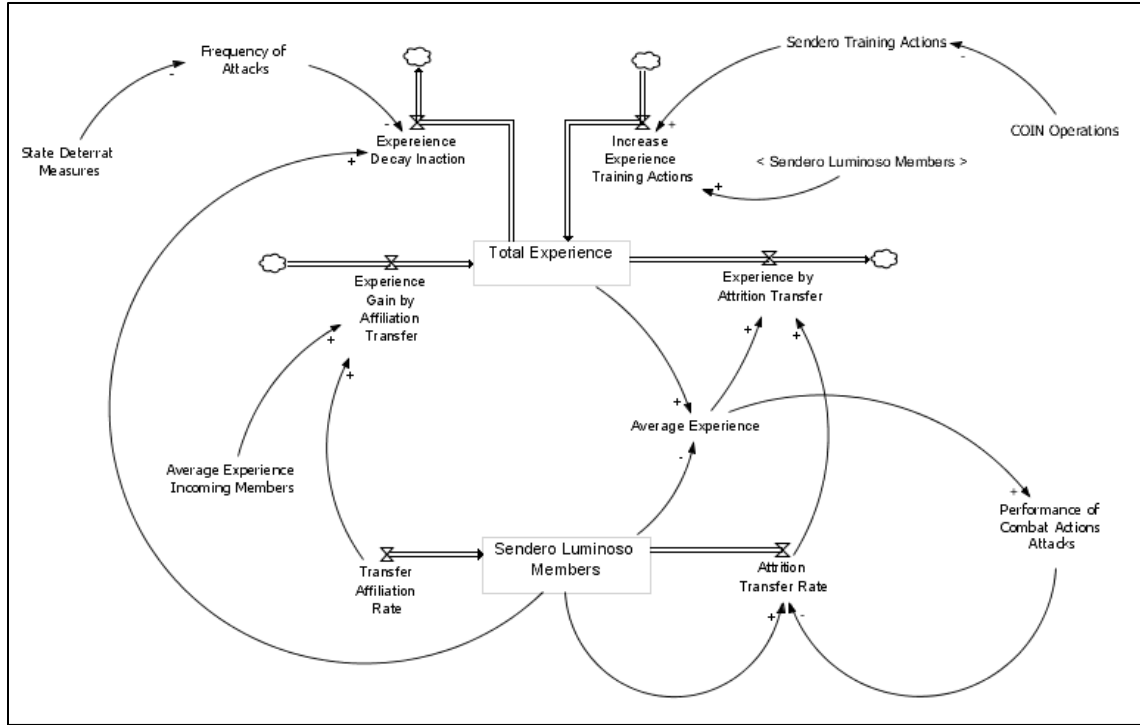 Frequency of
Attacks
-
Sendero Training Actions
-
State Deterrat
Measures
-
Expereience
Decay Inaction
+
+
Increase
Experience
Training Actions
COIN Operations
< Sendero Luminoso Members >
+
Total Experience
Experience
Gain by
Affiliation
Transfer
+
+
Experience by
Attrition Transfer
+
+
+
Average Experience
-
Average Experience
Incoming Members
+
Performance of
Combat Actions
Attacks
Sendero Luminoso
Members
Transfer
Affiliation
Rate
Attrition
Transfer Rate
+
-